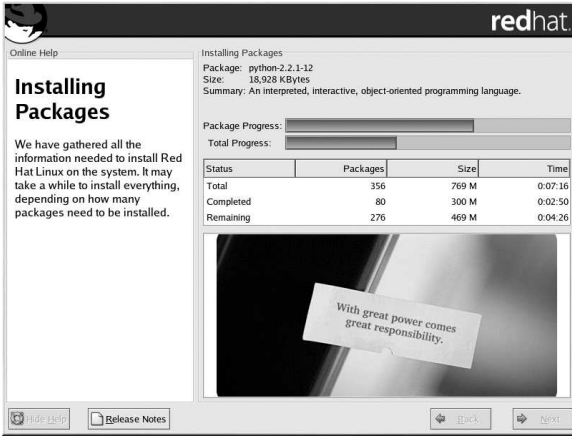 redhat.
Online Help
Installing
Packages
We have gathered all the
information needed to install Red
Hat Linux on the system. It may
take a while to install everything,
depending on how many
packages need to be installed.
Installing Packages
Package: python-2.2.1-12
Size: 18,928 KBytes
Summary: An interpreted, interactive, object-oriented programming language.
Package Progress:
Total Progress:
Status Packages Size Time
Total 356 769 M 0:07:16
Completed 80 300 M 0:02:50
Remaining 276 469 M 0:04:26
With great power comes
great responsibility.
Hide Help Release Notes Back Next